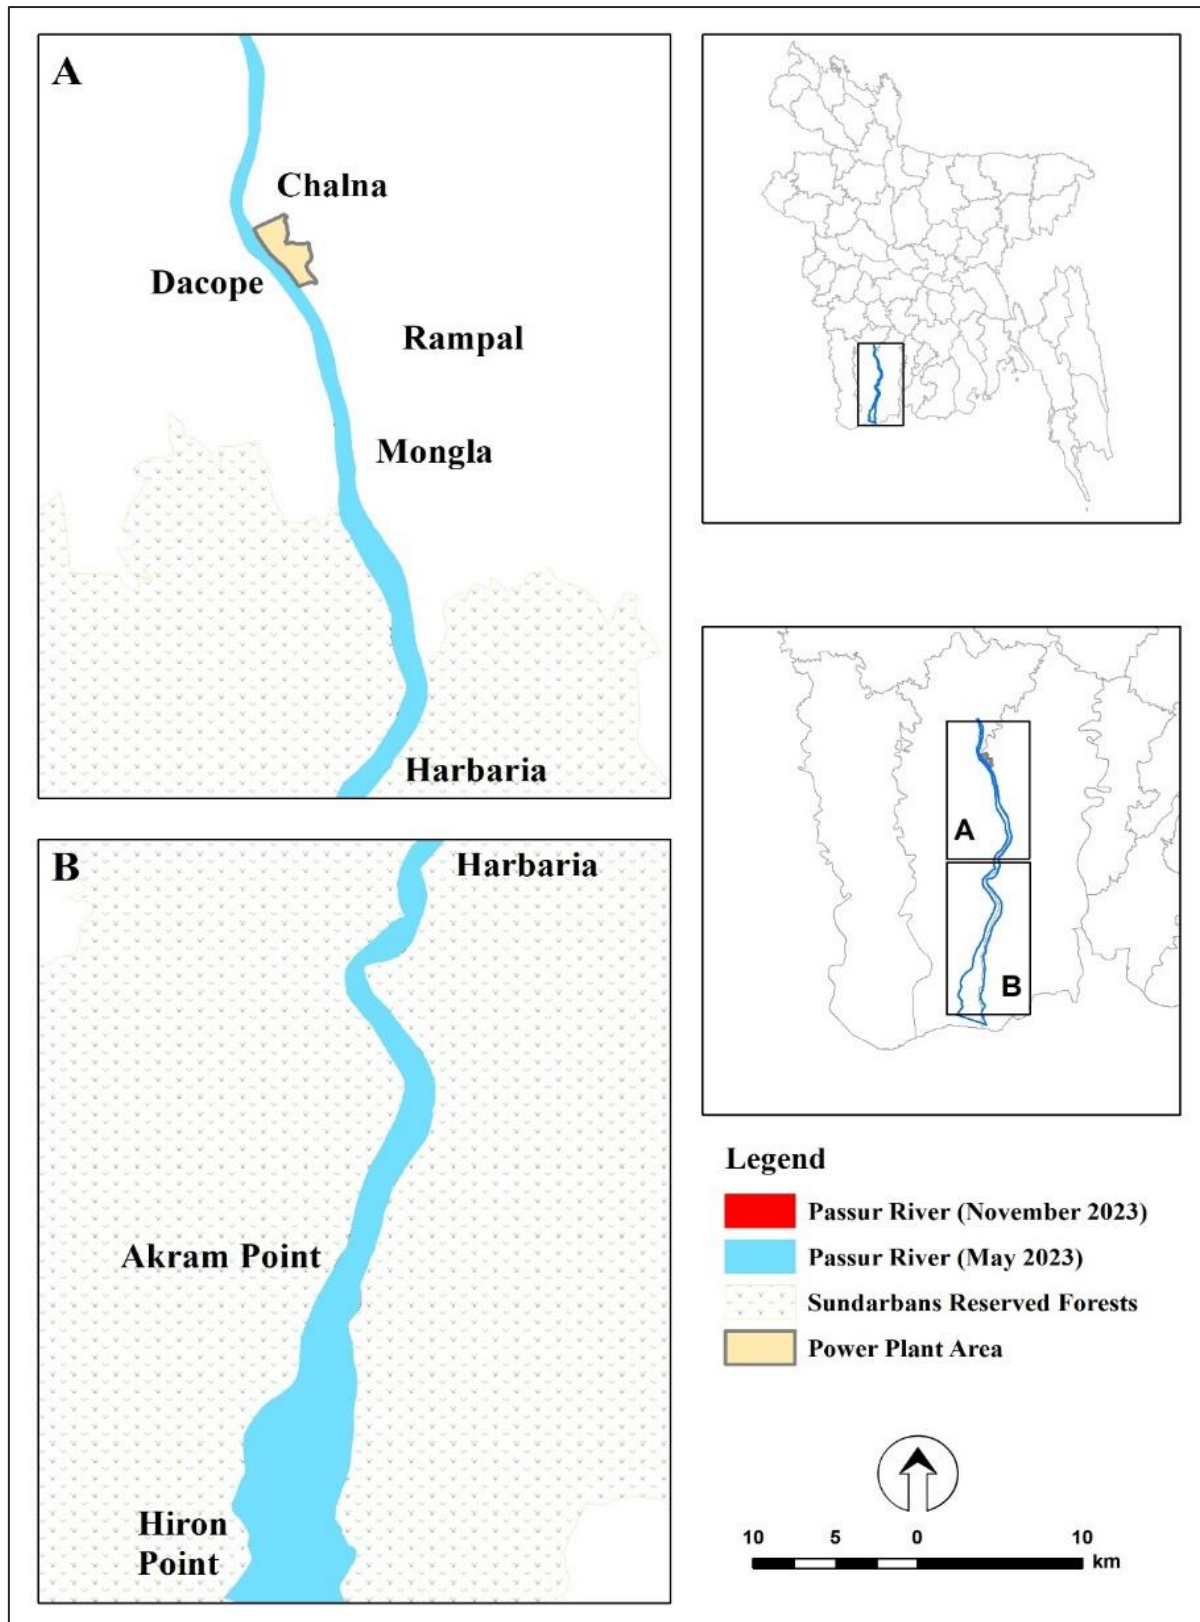 A
Chalna
Dacope
Rampal
Mongla
Harbaria
B
Harbaria
Akram Point
Hiron
Point
A
B
Legend
Passur River (November 2023)
Passur River (May 2023)
Sundarbans Reserved Forests
Power Plant Area
10 5 0 10
km